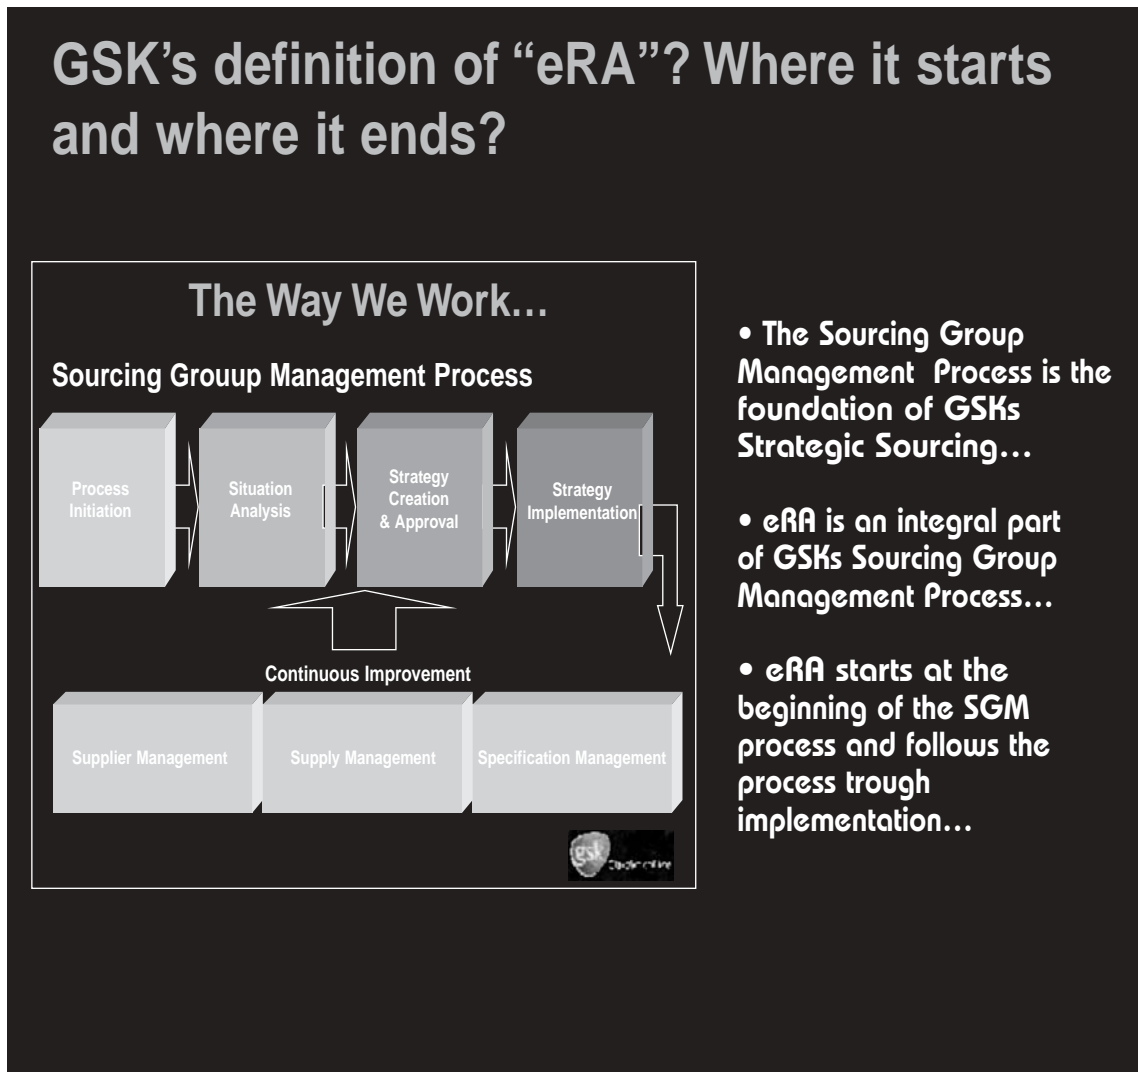 GSK’s definition of “eRA”? Where it starts
and where it ends?
The Way We Work…
Sourcing Grouup Management Process
Process
Initiation
Situation
Analysis
Strategy
Creation
& Approval
Strategy
Implementation
Continuous Improvement
Supplier Management
Supply Management
Specification Management
gsk
• The Sourcing Group
Management Process is the
foundation of GSKs
Strategic Sourcing…
• eRA is an integral part
of GSKs Sourcing Group
Management Process…
• eRA starts at the
beginning of the SGM
process and follows the
process trough
implementation…